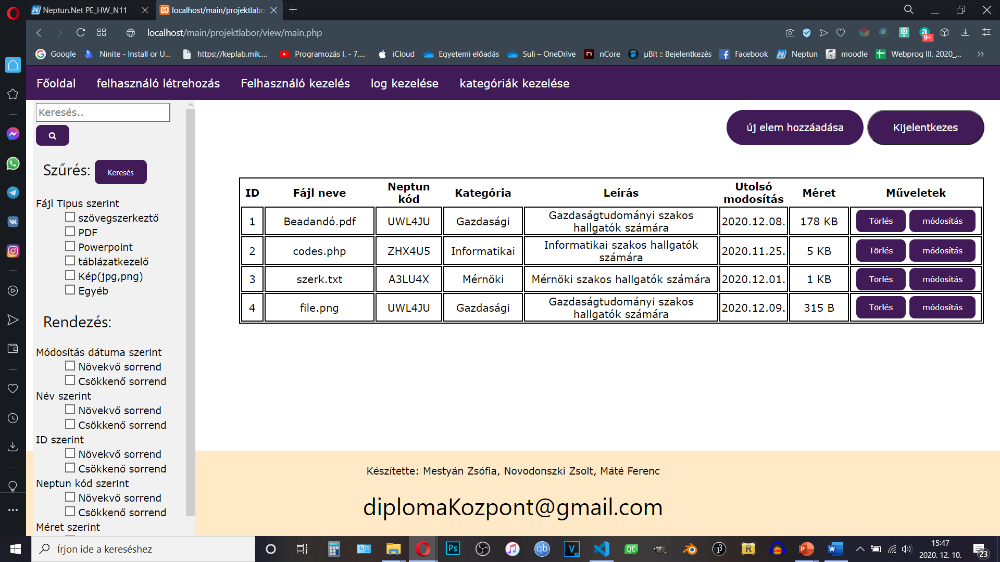 Neptun.Net PE_HW_N11
localhost/main/projektlabo
localhost/main/projektlabor/view/main.php
9+
Google
Ninite - Install or U...
https://keplab.mik....
Programozás I. - 7....
iCloud
Egyetemi előadás
Suli – OneDrive
nCore
µBit :: Bejelentkezés
Facebook
Neptun
moodle
Webprog III. 2020_...
Főoldal
felhasználó létrehozás
Felhasználó kezelés
log kezelése
kategóriák kezelése
Keresés..
új elem hozzáadása
Kijelentkezes
Szűrés:
Keresés
Fájl Tipus szerint
szövegszerkeztő
PDF
Powerpoint
táblázatkezelő
Kép(jpg,png)
Egyéb
Rendezés:
Módosítás dátuma szerint
Növekvő sorrend
Csökkenő sorrend
Név szerint
Növekvő sorrend
Csökkenő sorrend
ID szerint
Növekvő sorrend
Csökkenő sorrend
Neptun kód szerint
Növekvő sorrend
Csökkenő sorrend
Méret szerint
ID Fájl neve Neptun kód Kategória Leírás Utolsó modosítás Méret Műveletek
1 Beadandó.pdf UWL4JU Gazdasági Gazdaságtudományi szakos hallgatók számára 2020.12.08. 178 KB Törlés módosítás
2 codes.php ZHX4U5 Informatikai Informatikai szakos hallgatók számára 2020.11.25. 5 KB Törlés módosítás
3 szerk.txt A3LU4X Mérnöki Mérnöki szakos hallgatók számára 2020.12.01. 1 KB Törlés módosítás
4 file.png UWL4JU Gazdasági Gazdaságtudományi szakos hallgatók számára 2020.12.09. 315 B Törlés módosítás
Készítette: Mestyán Zsófia, Novodonszki Zsolt, Máté Ferenc
diplomaKozpont@gmail.com
Írjon ide a kereséshez
15:47
2020. 12. 10.
23